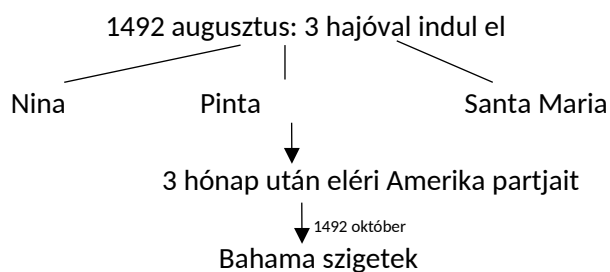 1492 augusztus: 3 hajóval indul el
Nina Pinta Santa Maria
3 hónap után eléri Amerika partjait
1492 október
Bahama szigetek